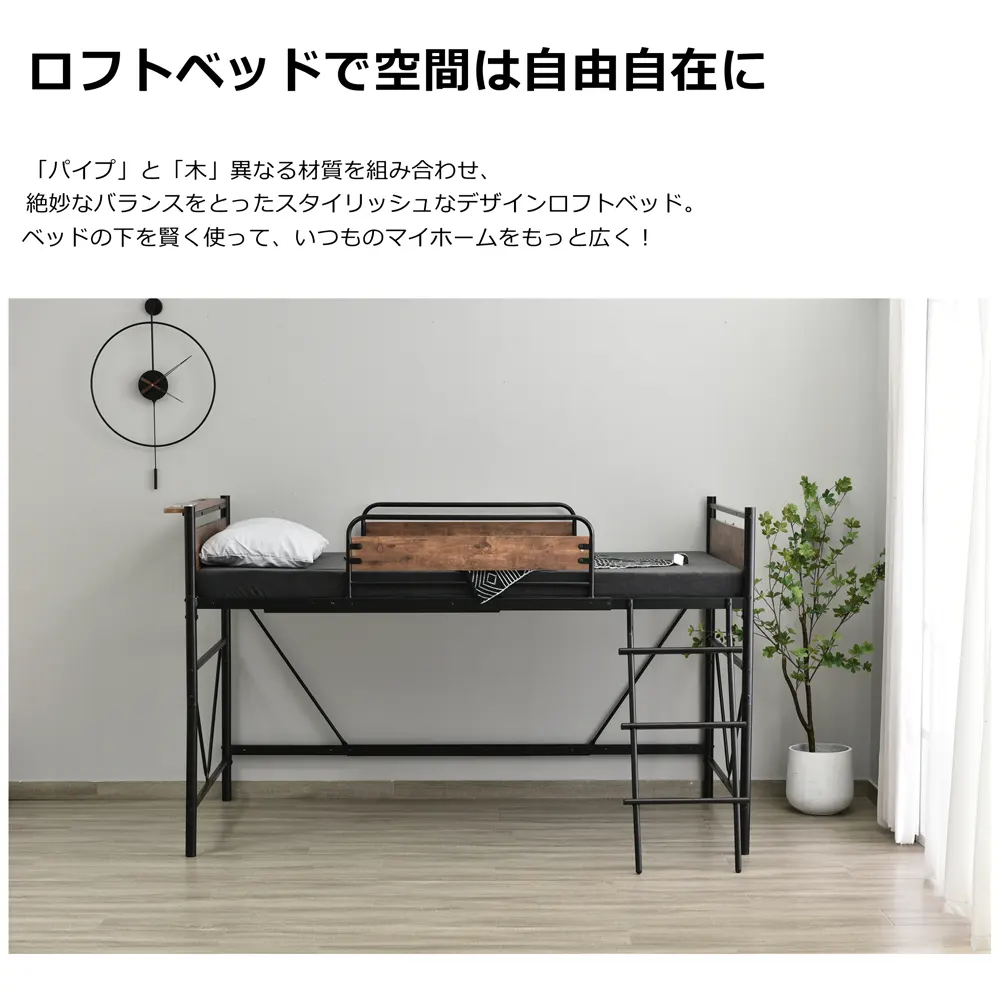 ロフトベッドで空間は自由自在に
「パイプ」と「木」異なる材質を組み合わせ、
絶妙なバランスをとったスタイリッシュなデザインロフトベッド。
ベッドの下を賢く使って、いつものマイホームをもっと広く！